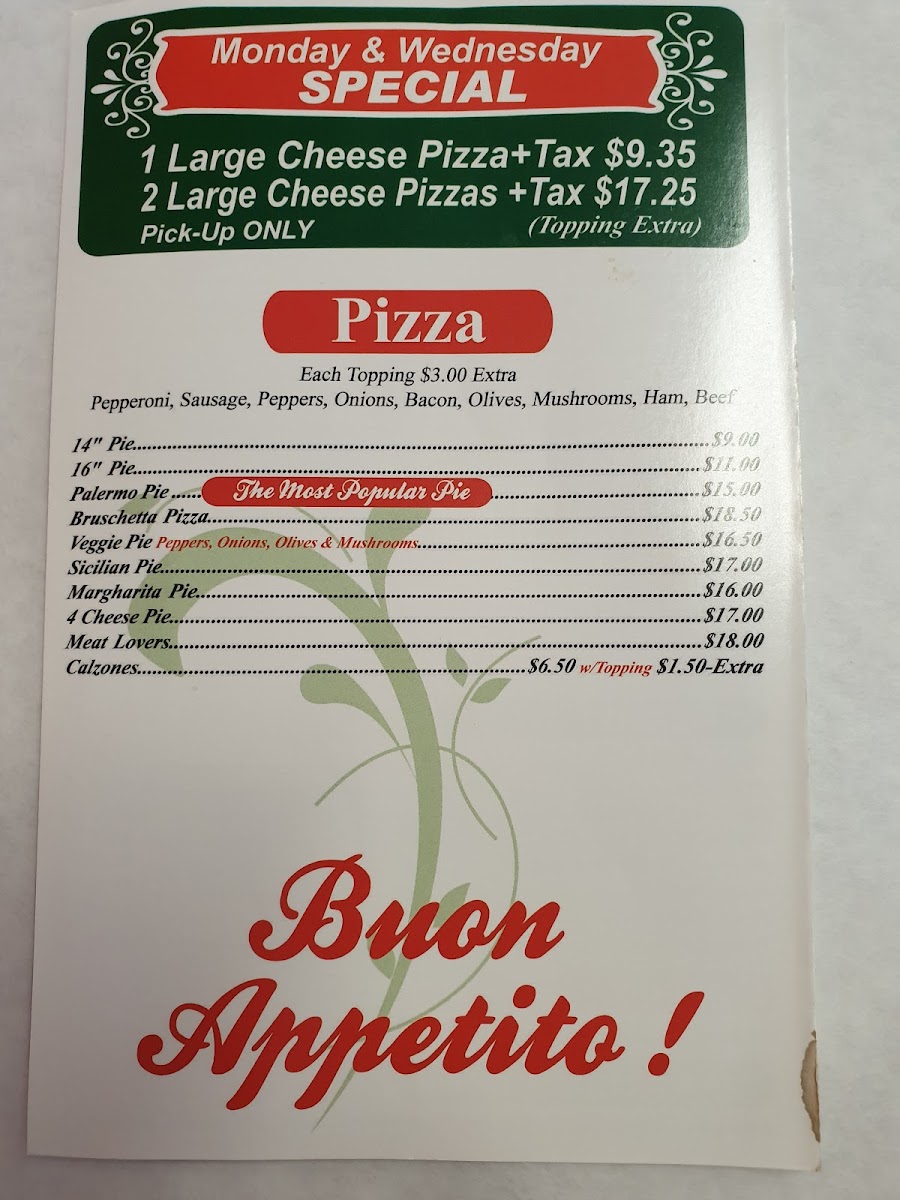 Monday & Wednesday
SPECIAL
1 Large Cheese Pizza+Tax $9.35
2 Large Cheese Pizzas +Tax $17.25
Pick-Up ONLY (Topping Extra)
Pizza
Each Topping $3.00 Extra
Pepperoni, Sausage, Peppers, Onions, Bacon, Olives, Mushrooms, Ham, Beef
14" Pie $9.00
16" Pie $11.00
Palermo Pie The Most Popular Pie $15.00
Bruschetta Pizza $18.50
Veggie Pie Peppers, Onions, Olives & Mushrooms $16.50
Sicilian Pie $17.00
Margharita Pie $16.00
4 Cheese Pie $17.00
Meat Lovers $18.00
Calzones $6.50 w/Topping $1.50-Extra
Buon
Appetito !